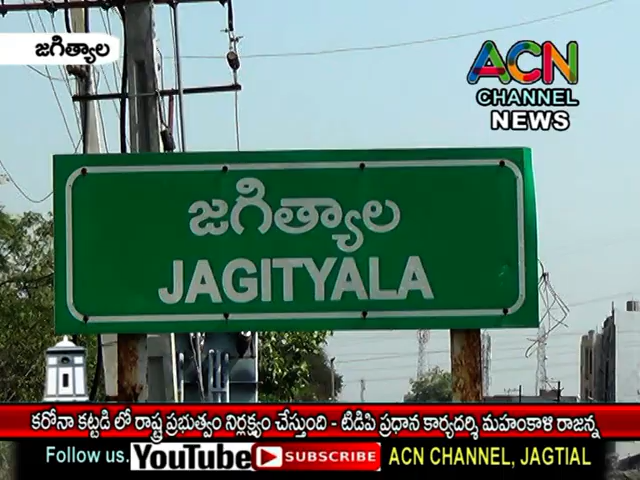 జగిత్యాల
ACN
CHANNEL
NEWS
జగిత్యాల
JAGITYALA
కరోనా కట్టడి లో రాష్ట్ర ప్రభుత్వం నిర్లక్ష్యం చేస్తుంది - టిడిపి ప్రధాన కార్యదర్శి మహంకాళి రాజన్న
Follow us. YouTube SUBSCRIBE ACN CHANNEL, JAGTIAL